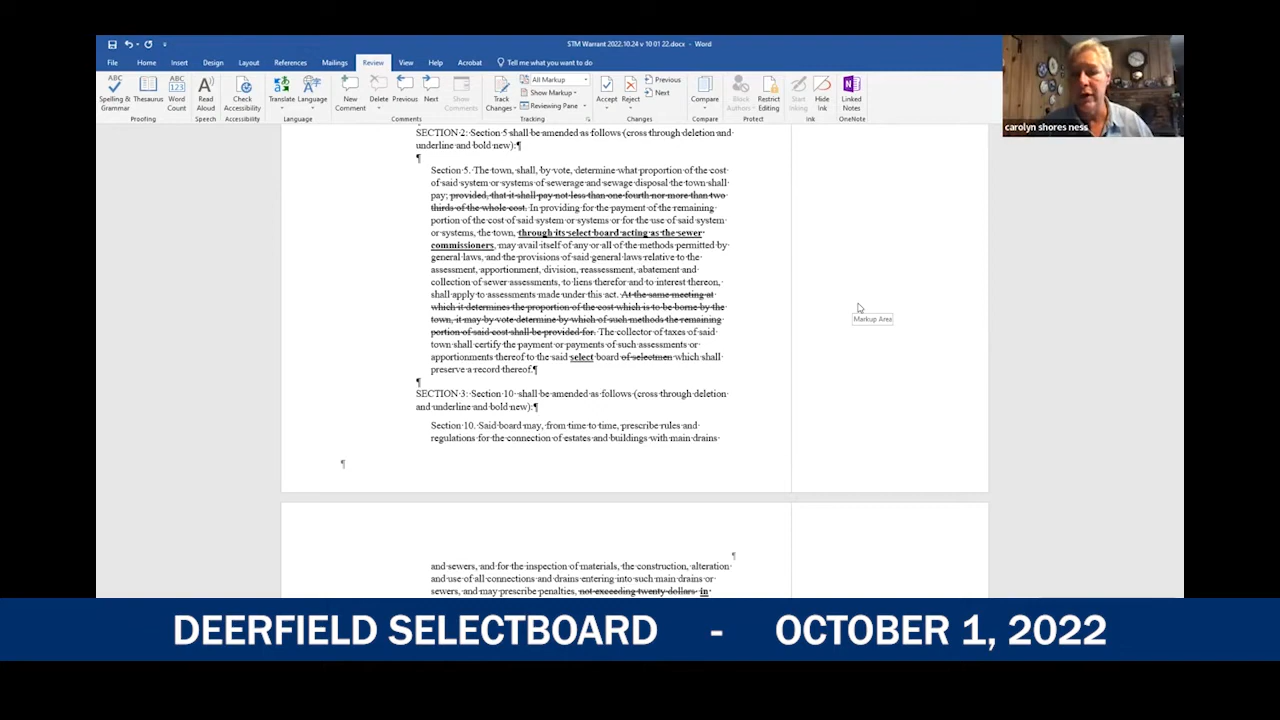 STM Warrant 2022.10.24 v 10 01 22.docx - Word
File Home Insert Design Layout References Mailings Review View Help Acrobat Tell me what you want to do
ABC
ABC
123
A
A
N
Spelling & Grammar
Thesaurus
Word Count
Read Aloud
Check Accessibility
Translate
Language
New Comment
Delete
Previous
Next
Show Comments
Track Changes
All Markup
Show Markup
Reviewing Pane
Accept
Reject
Previous
Next
Compare
Block Authors
Restrict Editing
Start Inking
Hide Ink
Linked Notes
Proofing Speech Accessibility Language Comments Tracking Changes Compare Protect Ink OneNote
carolyn shores ness
SECTION 2: Section 5 shall be amended as follows (cross through deletion and
underline and bold new):¶
¶
Section 5. The town, shall, by vote, determine what proportion of the cost
of said system or systems of sewerage and sewage disposal the town shall
pay; provided, that it shall pay not less than one fourth nor more than two
thirds of the whole cost. In providing for the payment of the remaining
portion of the cost of said system or systems or for the use of said system
or systems, the town, through its select board acting as the sewer
commissioners, may avail itself of any or all of the methods permitted by
general laws, and the provisions of said general laws relative to the
assessment, apportionment, division, reassessment, abatement and
collection of sewer assessments, to liens therefor and to interest thereon,
shall apply to assessments made under this act. At the same meeting at
which it determines the proportion of the cost which is to be borne by the
town, it may by vote determine by which of such methods the remaining
portion of said cost shall be provided for. The collector of taxes of said
town shall certify the payment or payments of such assessments or
apportionments thereof to the said select board of selectmen which shall
preserve a record thereof.¶
Markup Area
¶
SECTION 3: Section 10 shall be amended as follows (cross through deletion
and underline and bold new):¶
Section 10. Said board may, from time to time, prescribe rules and
regulations for the connection of estates and buildings with main drains
¶
¶
and sewers, and for the inspection of materials, the construction, alteration
and use of all connections and drains entering into such main drains or
sewers, and may prescribe penalties, not exceeding twenty dollars in
DEERFIELD SELECTBOARD - OCTOBER 1, 2022